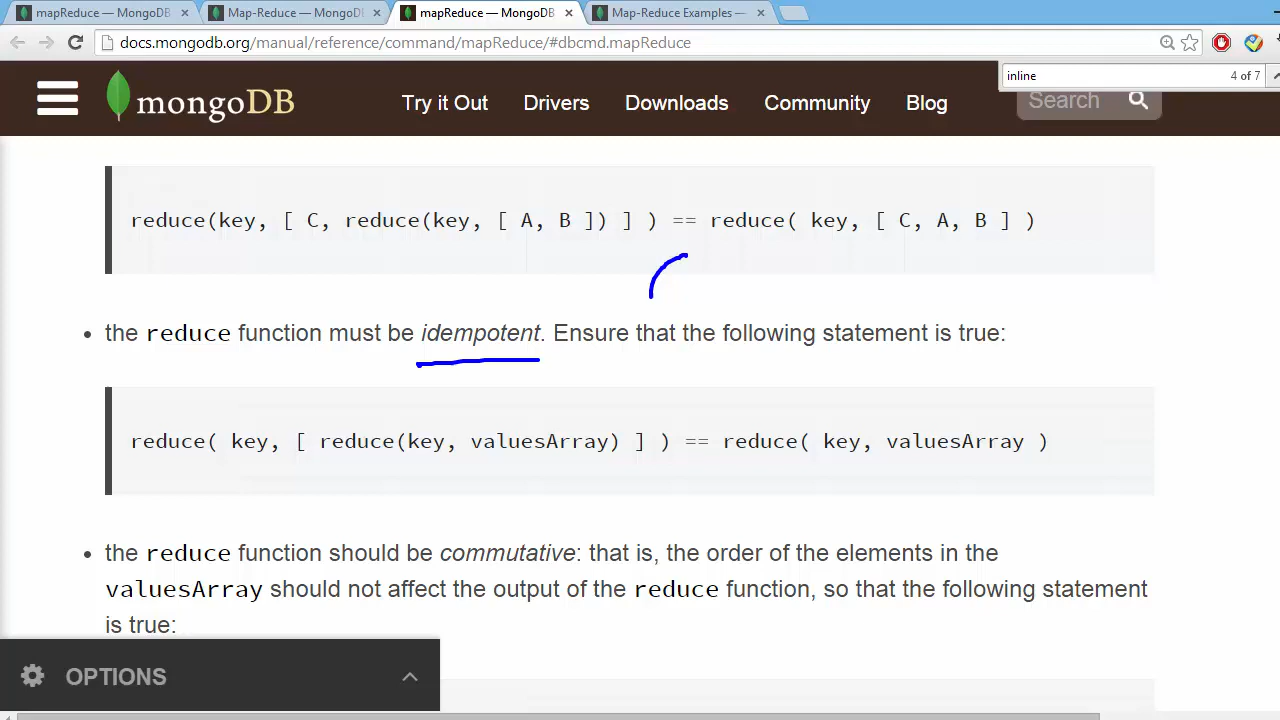 mapReduce — MongoDB × Map-Reduce — MongoDB × mapReduce — MongoDB × Map-Reduce Examples — ×
docs.mongodb.org/manual/reference/command/mapReduce/#dbcmd.mapReduce
inline 4 of 7
mongoDB Try it Out Drivers Downloads Community Blog Search
reduce(key, [ C, reduce(key, [ A, B ]) ] ) == reduce( key, [ C, A, B ] )
• the reduce function must be idempotent. Ensure that the following statement is true:
reduce( key, [ reduce(key, valuesArray) ] ) == reduce( key, valuesArray )
• the reduce function should be commutative: that is, the order of the elements in the
valuesArray should not affect the output of the reduce function, so that the following statement
is true:
OPTIONS